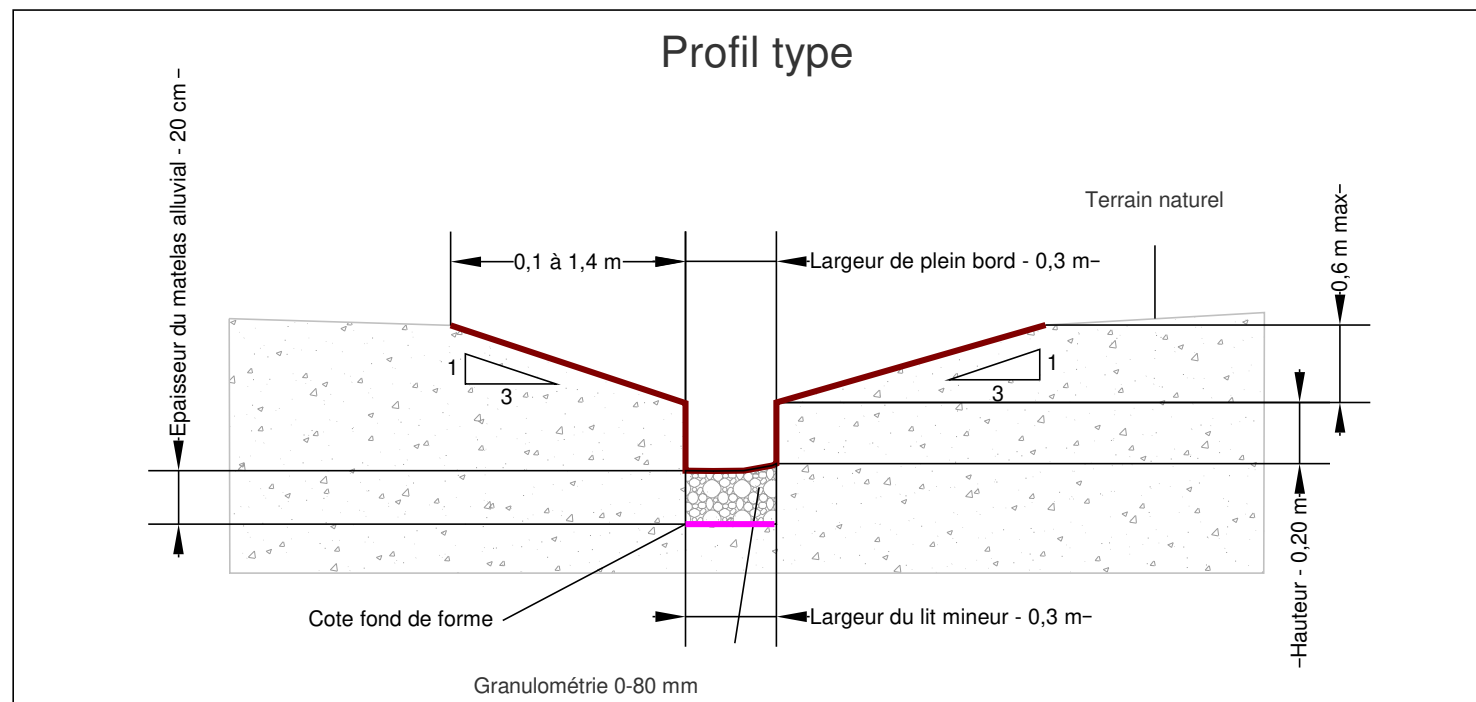 Profil type
Epaisseur du matelas alluvial - 20 cm
Terrain naturel
0,6 m max
0,1 à 1,4 m
Largeur de plein bord - 0,3 m
1
3
1
3
Hauteur - 0,20 m
Cote fond de forme
Largeur du lit mineur - 0,3 m
Granulométrie 0-80 mm